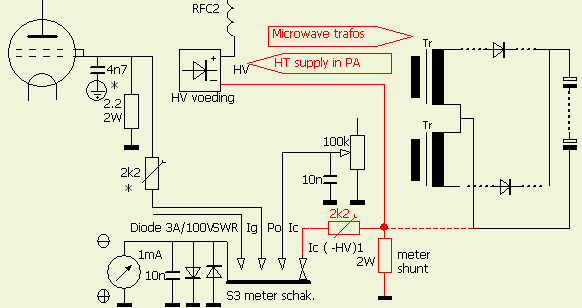 RFC2
Microwave trafos
HT supply in PA
Tr
4n7
*
HV
HV voeding
2.2
2W
Tr
100k
2k2
*
10n
2k2
Diode 3A/100V
SWR
Ig
Po
Ic
Ic ( -HV)
1
2W
meter
shunt
1mA
10n
S3 meter schak.